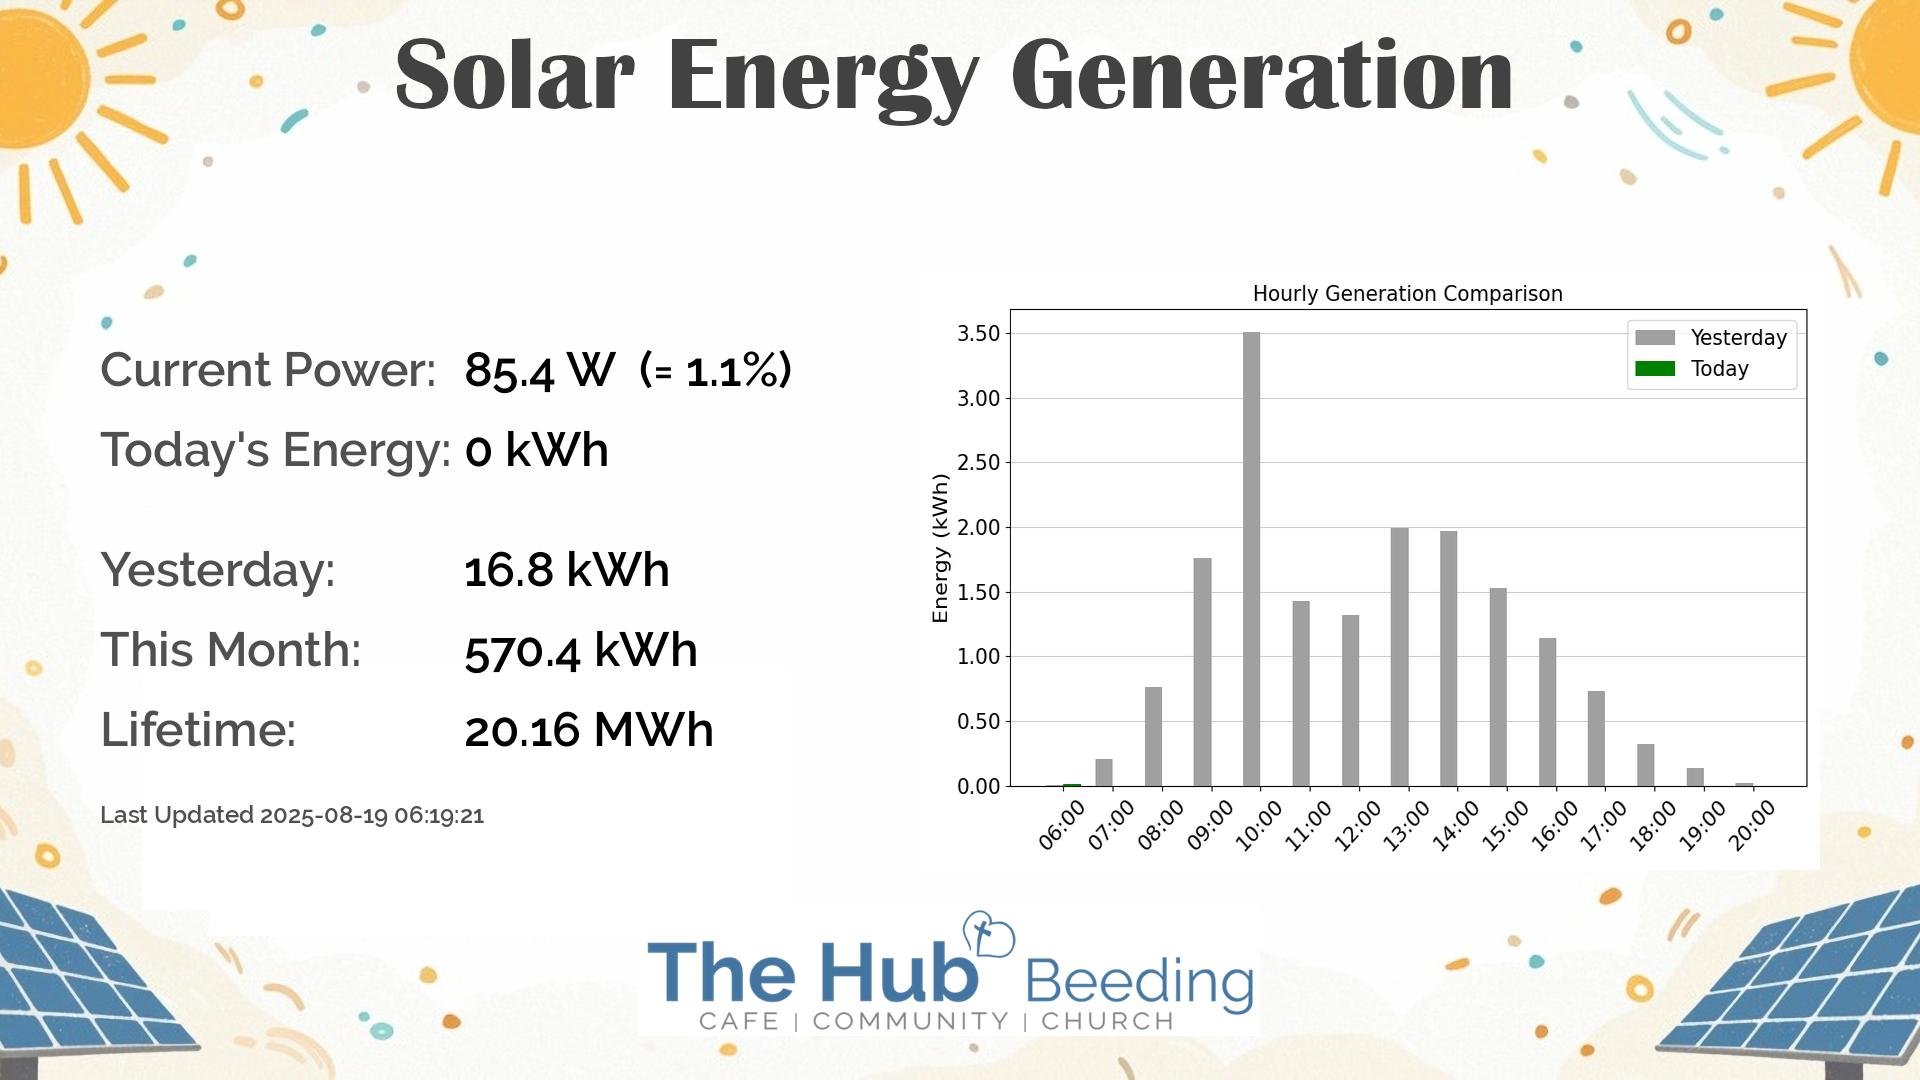 Solar Energy Generation
Current Power: 85.4 W (= 1.1%)
Today's Energy: 0 kWh
Yesterday: 16.8 kWh
This Month: 570.4 kWh
Lifetime: 20.16 MWh
Last Updated 2025-08-19 06:19:21
Hourly Generation Comparison
Yesterday
Today
Energy (kWh)
3.50
3.00
2.50
2.00
1.50
1.00
0.50
0.00
06:00 07:00 08:00 09:00 10:00 11:00 12:00 13:00 14:00 15:00 16:00 17:00 18:00 19:00 20:00
The Hub Beeding
CAFE | COMMUNITY | CHURCH